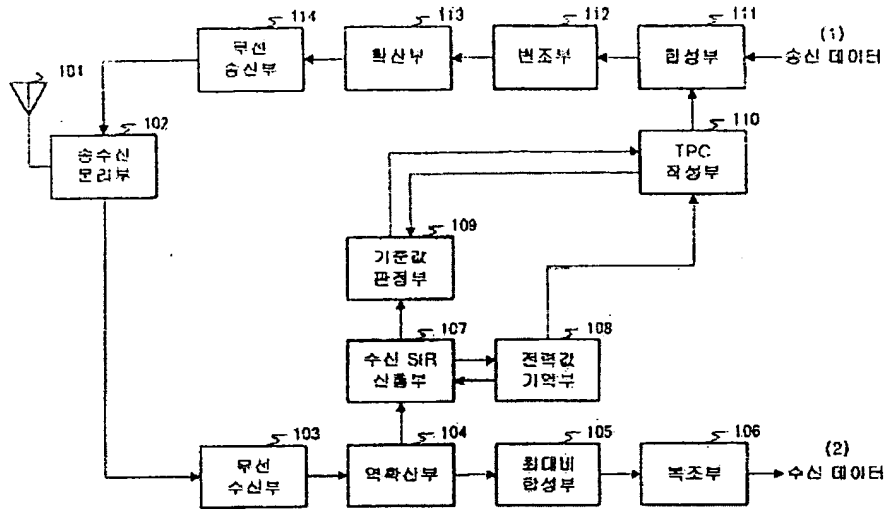 114
무선
송신부
113
확산부
112
변조부
111
합성부
(1)
송신 데이터
101
102
송수신
분리부
110
TPC
작성부
109
기준값
판정부
107
수신 SIR
산출부
108
전력값
기억부
103
무선
수신부
104
역확산부
105
최대비
합성부
106
복조부
(2)
수신 데이터